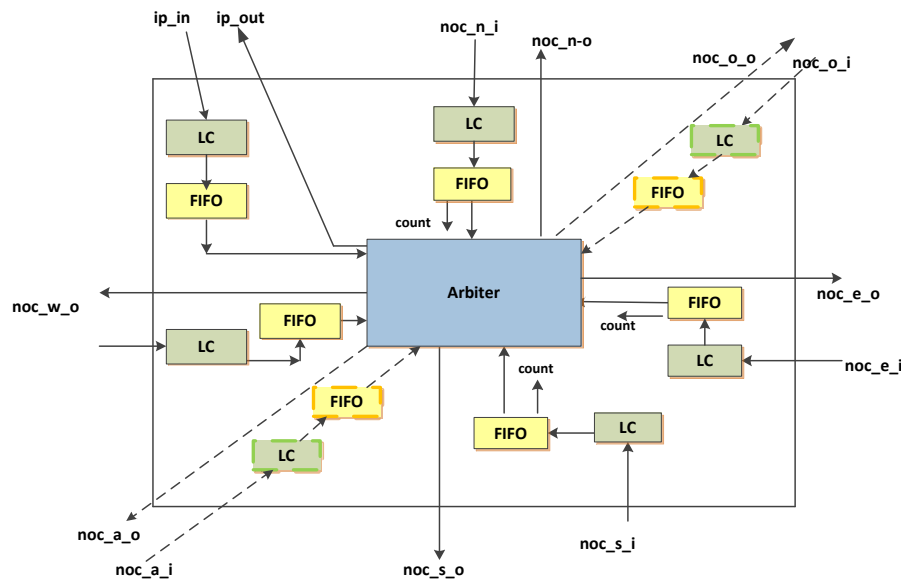 ip_in
ip_out
noc_n_i
noc_n-o
noc_o_o
noc_o_i
LC
LC
LC
FIFO
FIFO
FIFO
count
Arbiter
noc_w_o
noc_e_o
FIFO
FIFO
count
LC
LC
noc_e_i
count
FIFO
FIFO
LC
LC
noc_a_o
noc_s_i
noc_a_i
noc_s_o